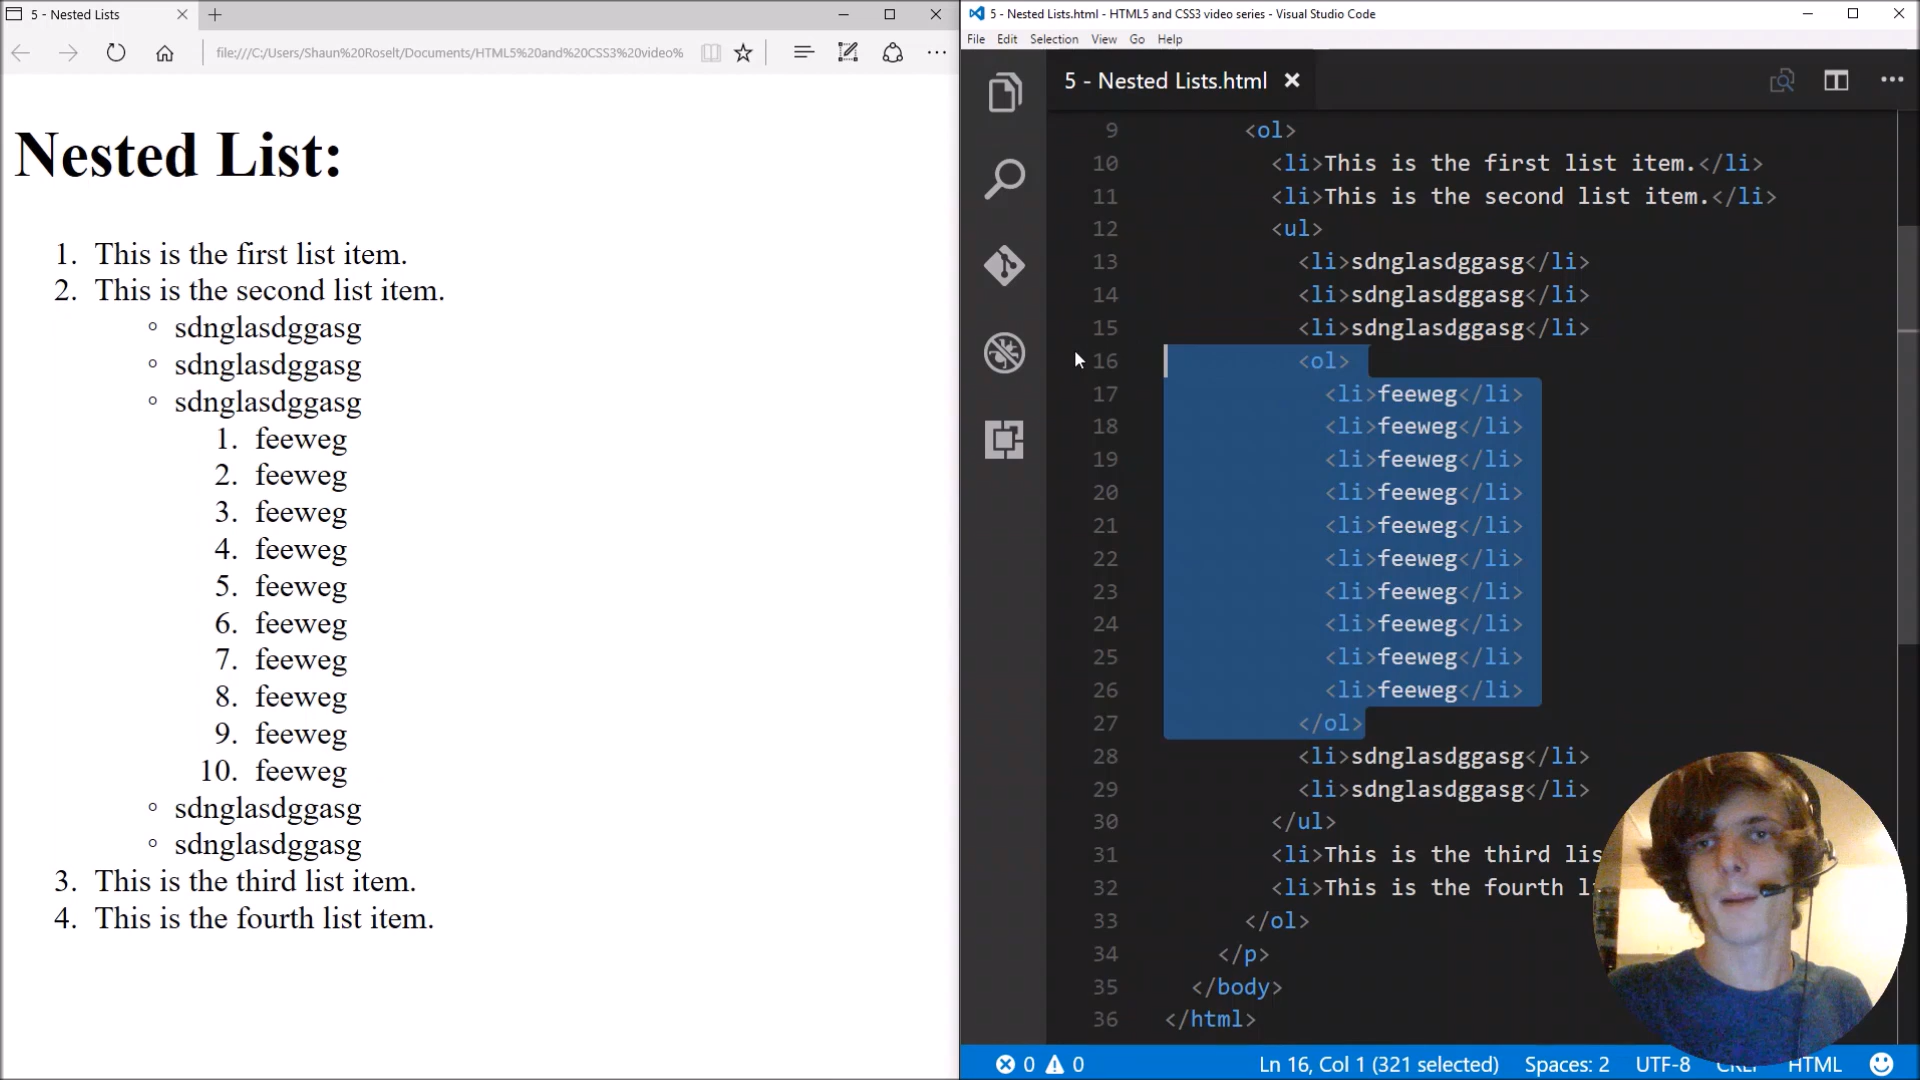 5 - Nested Lists
file:///C:/Users/Shaun%20Roselt/Documents/HTML5%20and%20CSS3%20video%
Nested List:
1. This is the first list item.
2. This is the second list item.
sdnglasdggasg
sdnglasdggasg
sdnglasdggasg
1. feeweg
2. feeweg
3. feeweg
4. feeweg
5. feeweg
6. feeweg
7. feeweg
8. feeweg
9. feeweg
10. feeweg
sdnglasdggasg
sdnglasdggasg
3. This is the third list item.
4. This is the fourth list item.
5 - Nested Lists.html - HTML5 and CSS3 video series - Visual Studio Code
File Edit Selection View Go Help
5 - Nested Lists.html
9 <ol>
10 <li>This is the first list item.</li>
11 <li>This is the second list item.</li>
12 <ul>
13 <li>sdnglasdggasg</li>
14 <li>sdnglasdggasg</li>
15 <li>sdnglasdggasg</li>
16 <ol>
17 <li>feeweg</li>
18 <li>feeweg</li>
19 <li>feeweg</li>
20 <li>feeweg</li>
21 <li>feeweg</li>
22 <li>feeweg</li>
23 <li>feeweg</li>
24 <li>feeweg</li>
25 <li>feeweg</li>
26 <li>feeweg</li>
27 </ol>
28 <li>sdnglasdggasg</li>
29 <li>sdnglasdggasg</li>
30 </ul>
31 <li>This is the third lis
32 <li>This is the fourth l
33 </ol>
34 </p>
35 </body>
36 </html>
0 0 Ln 16, Col 1 (321 selected) Spaces: 2 UTF-8 CRLF HTML